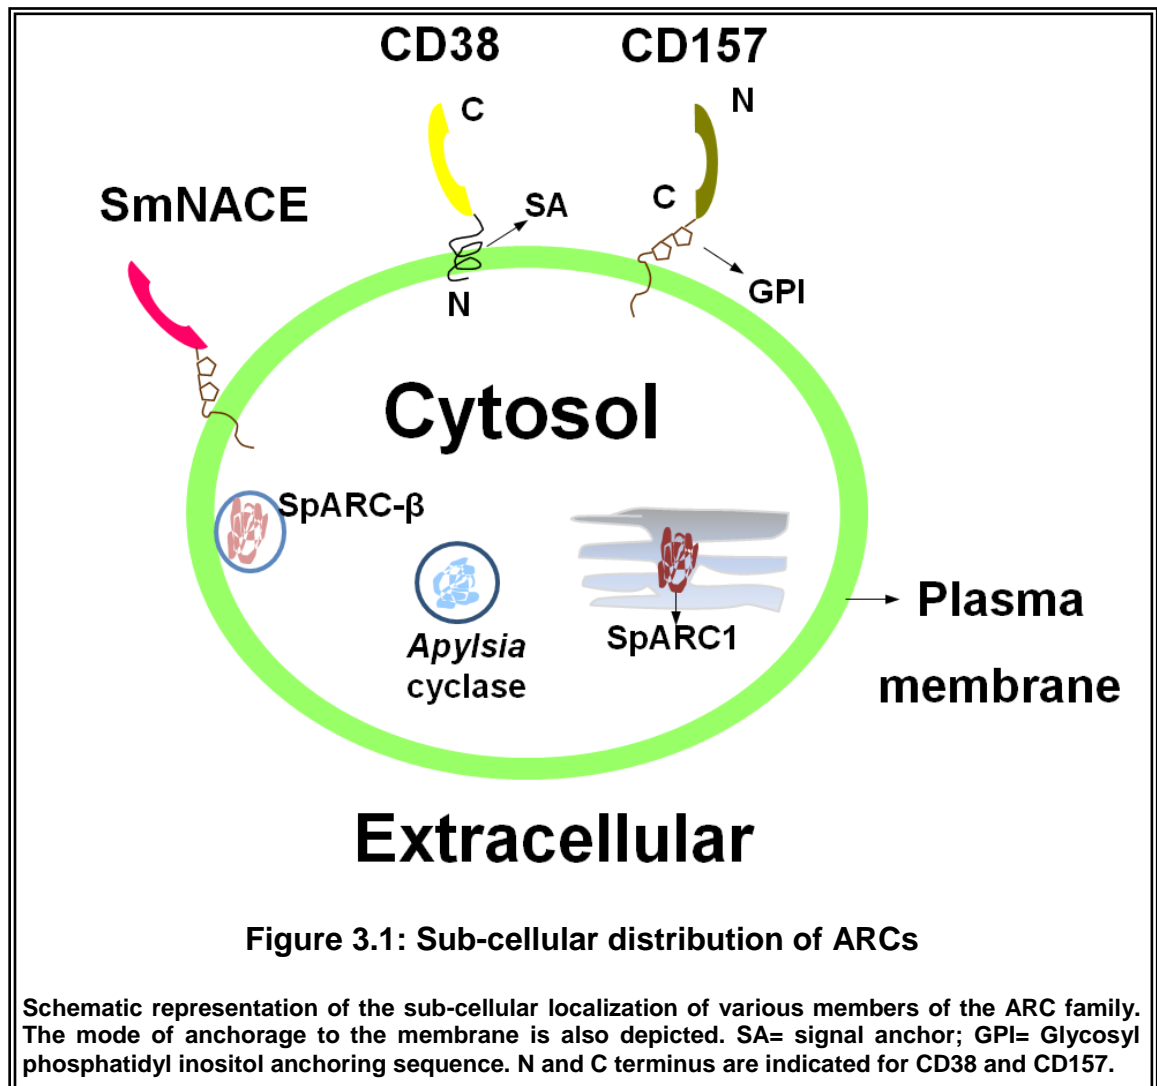 CD38
CD157
C
N
SmNACE
SA
C
N
GPI
Cytosol
SpARC-β
SpARC1
Apylsia
cyclase
Plasma
membrane
Extracellular
Figure 3.1: Sub-cellular distribution of ARCs
Schematic representation of the sub-cellular localization of various members of the ARC family.
The mode of anchorage to the membrane is also depicted. SA= signal anchor; GPI= Glycosyl
phosphatidyl inositol anchoring sequence. N and C terminus are indicated for CD38 and CD157.